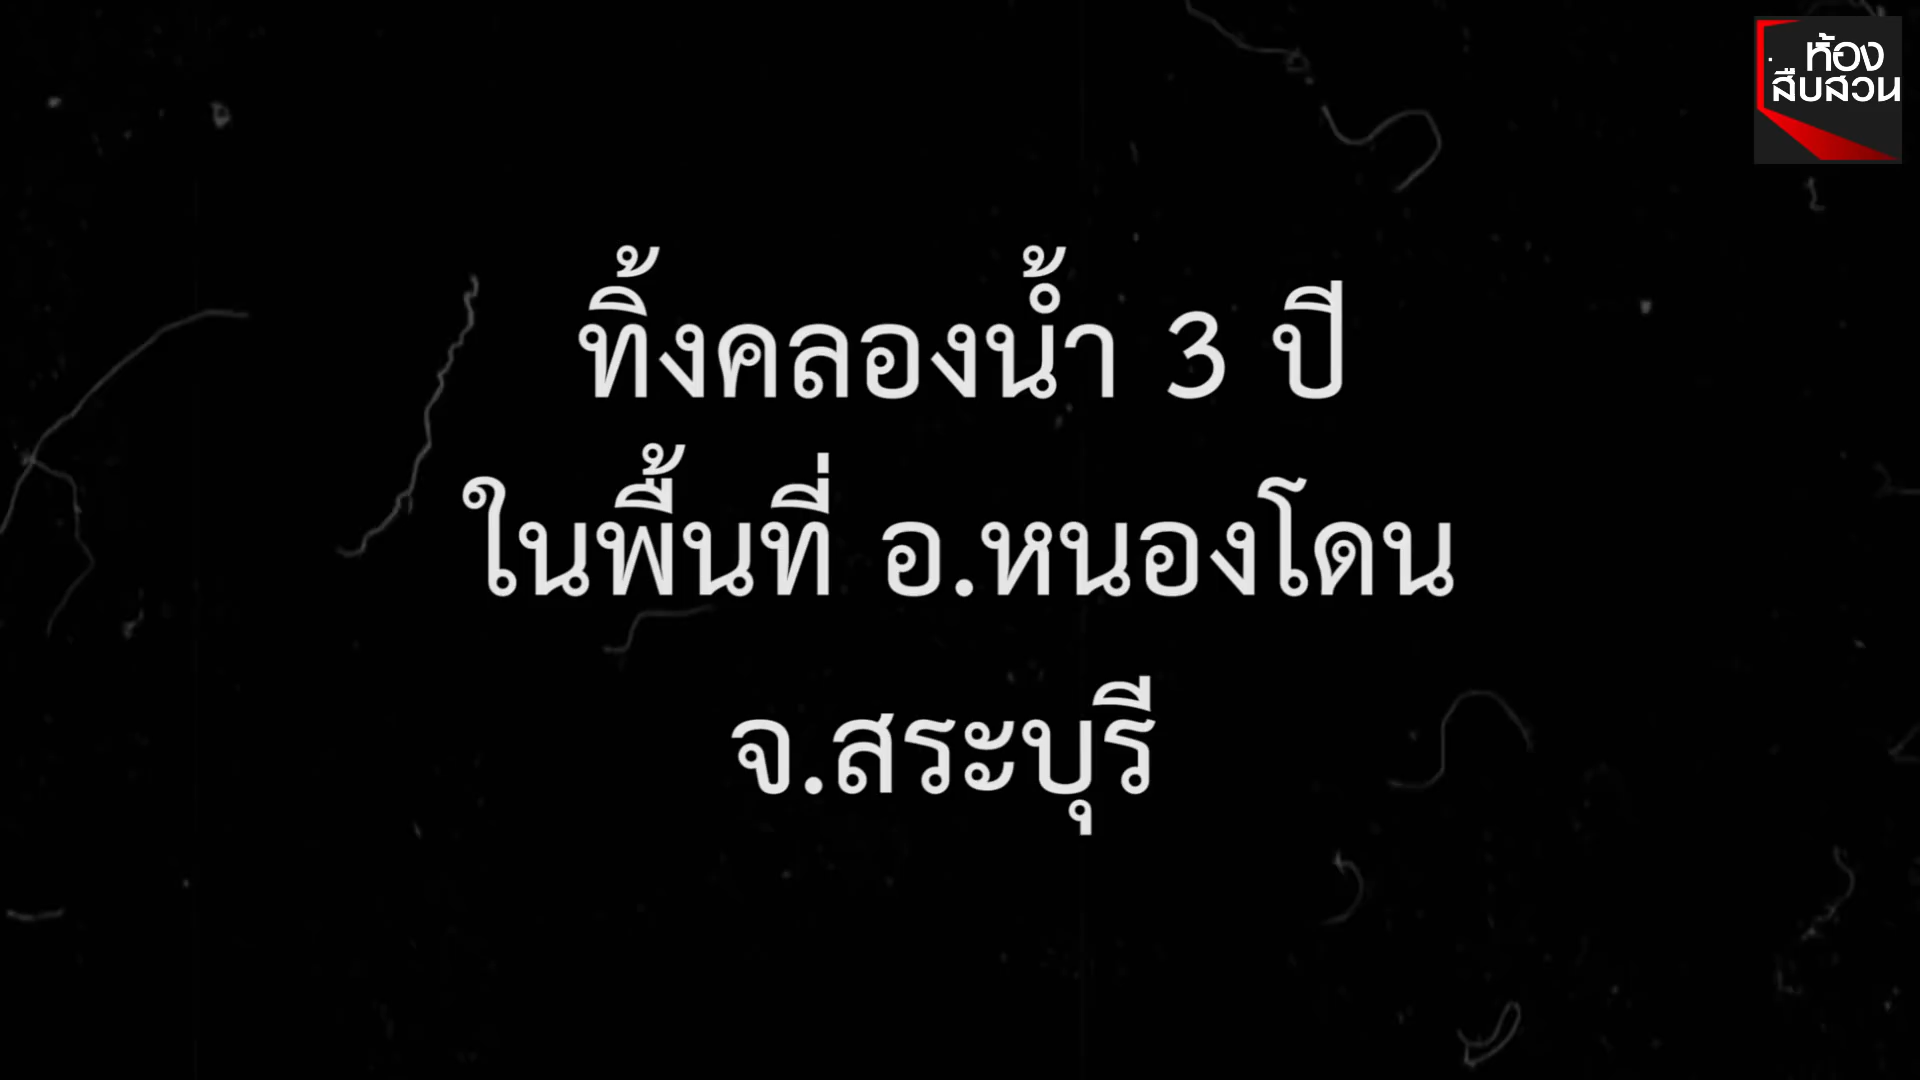 ห้อง
สืบสวน
ทิ้งคลองน้ำ 3 ปี
ในพื้นที่ อ.หนองโดน
จ.สระบุรี